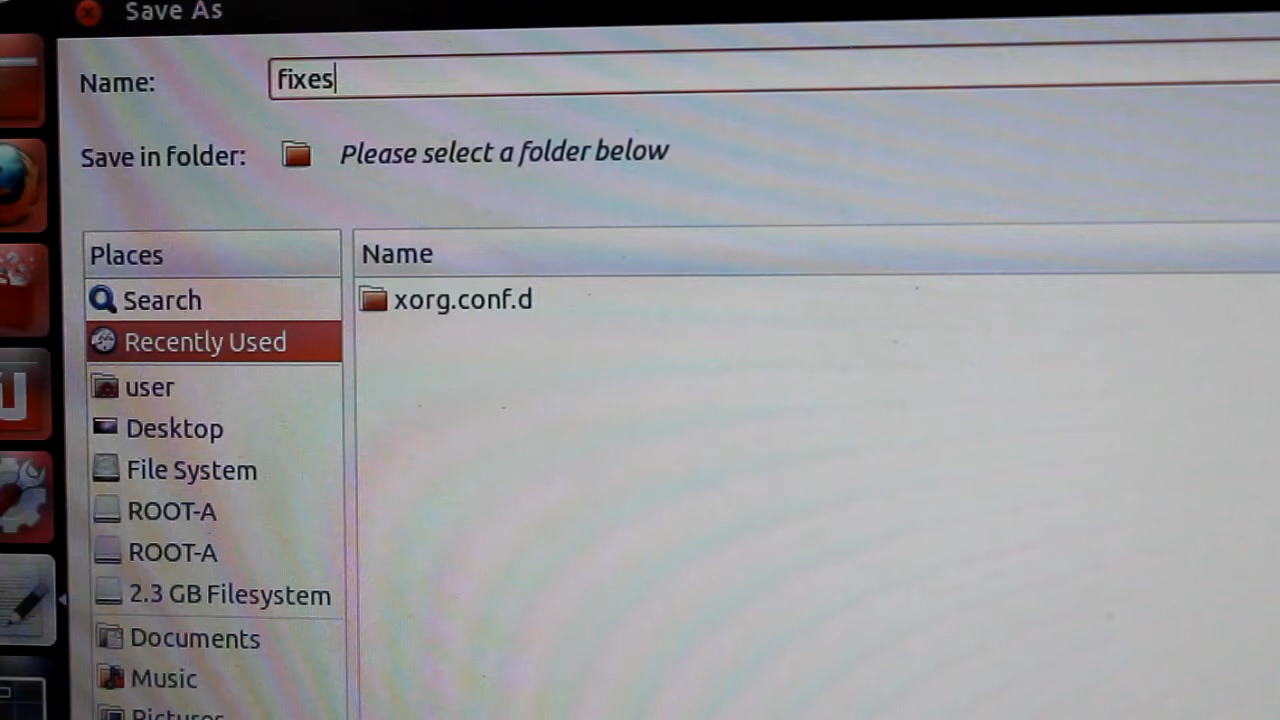 Save As
Name: fixes
Save in folder: Please select a folder below
Places
Name
Search
xorg.conf.d
Recently Used
user
Desktop
File System
ROOT-A
ROOT-A
2.3 GB Filesystem
Documents
Music
Pictures